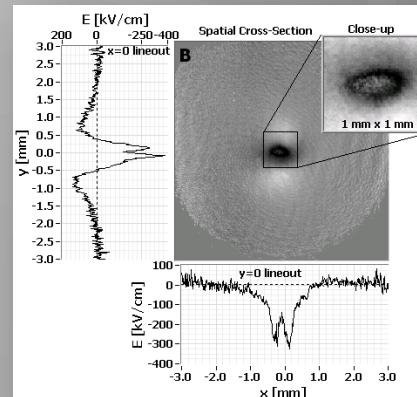 E [kV/cm]
200 0 -250-400
Spatial Cross-Section
Close-up
x=0 lineout
B
1 mm x 1 mm
y [mm]
3.0
2.5
2.0
1.5
1.0
0.5
0.0
-0.5
-1.0
-1.5
-2.0
-2.5
-3.0
y=0 lineout
E [kV/cm]
100
0
-100
-200
-300
-400
-3.0 -2.0 -1.0 0.0 1.0 2.0 3.0
x [mm]